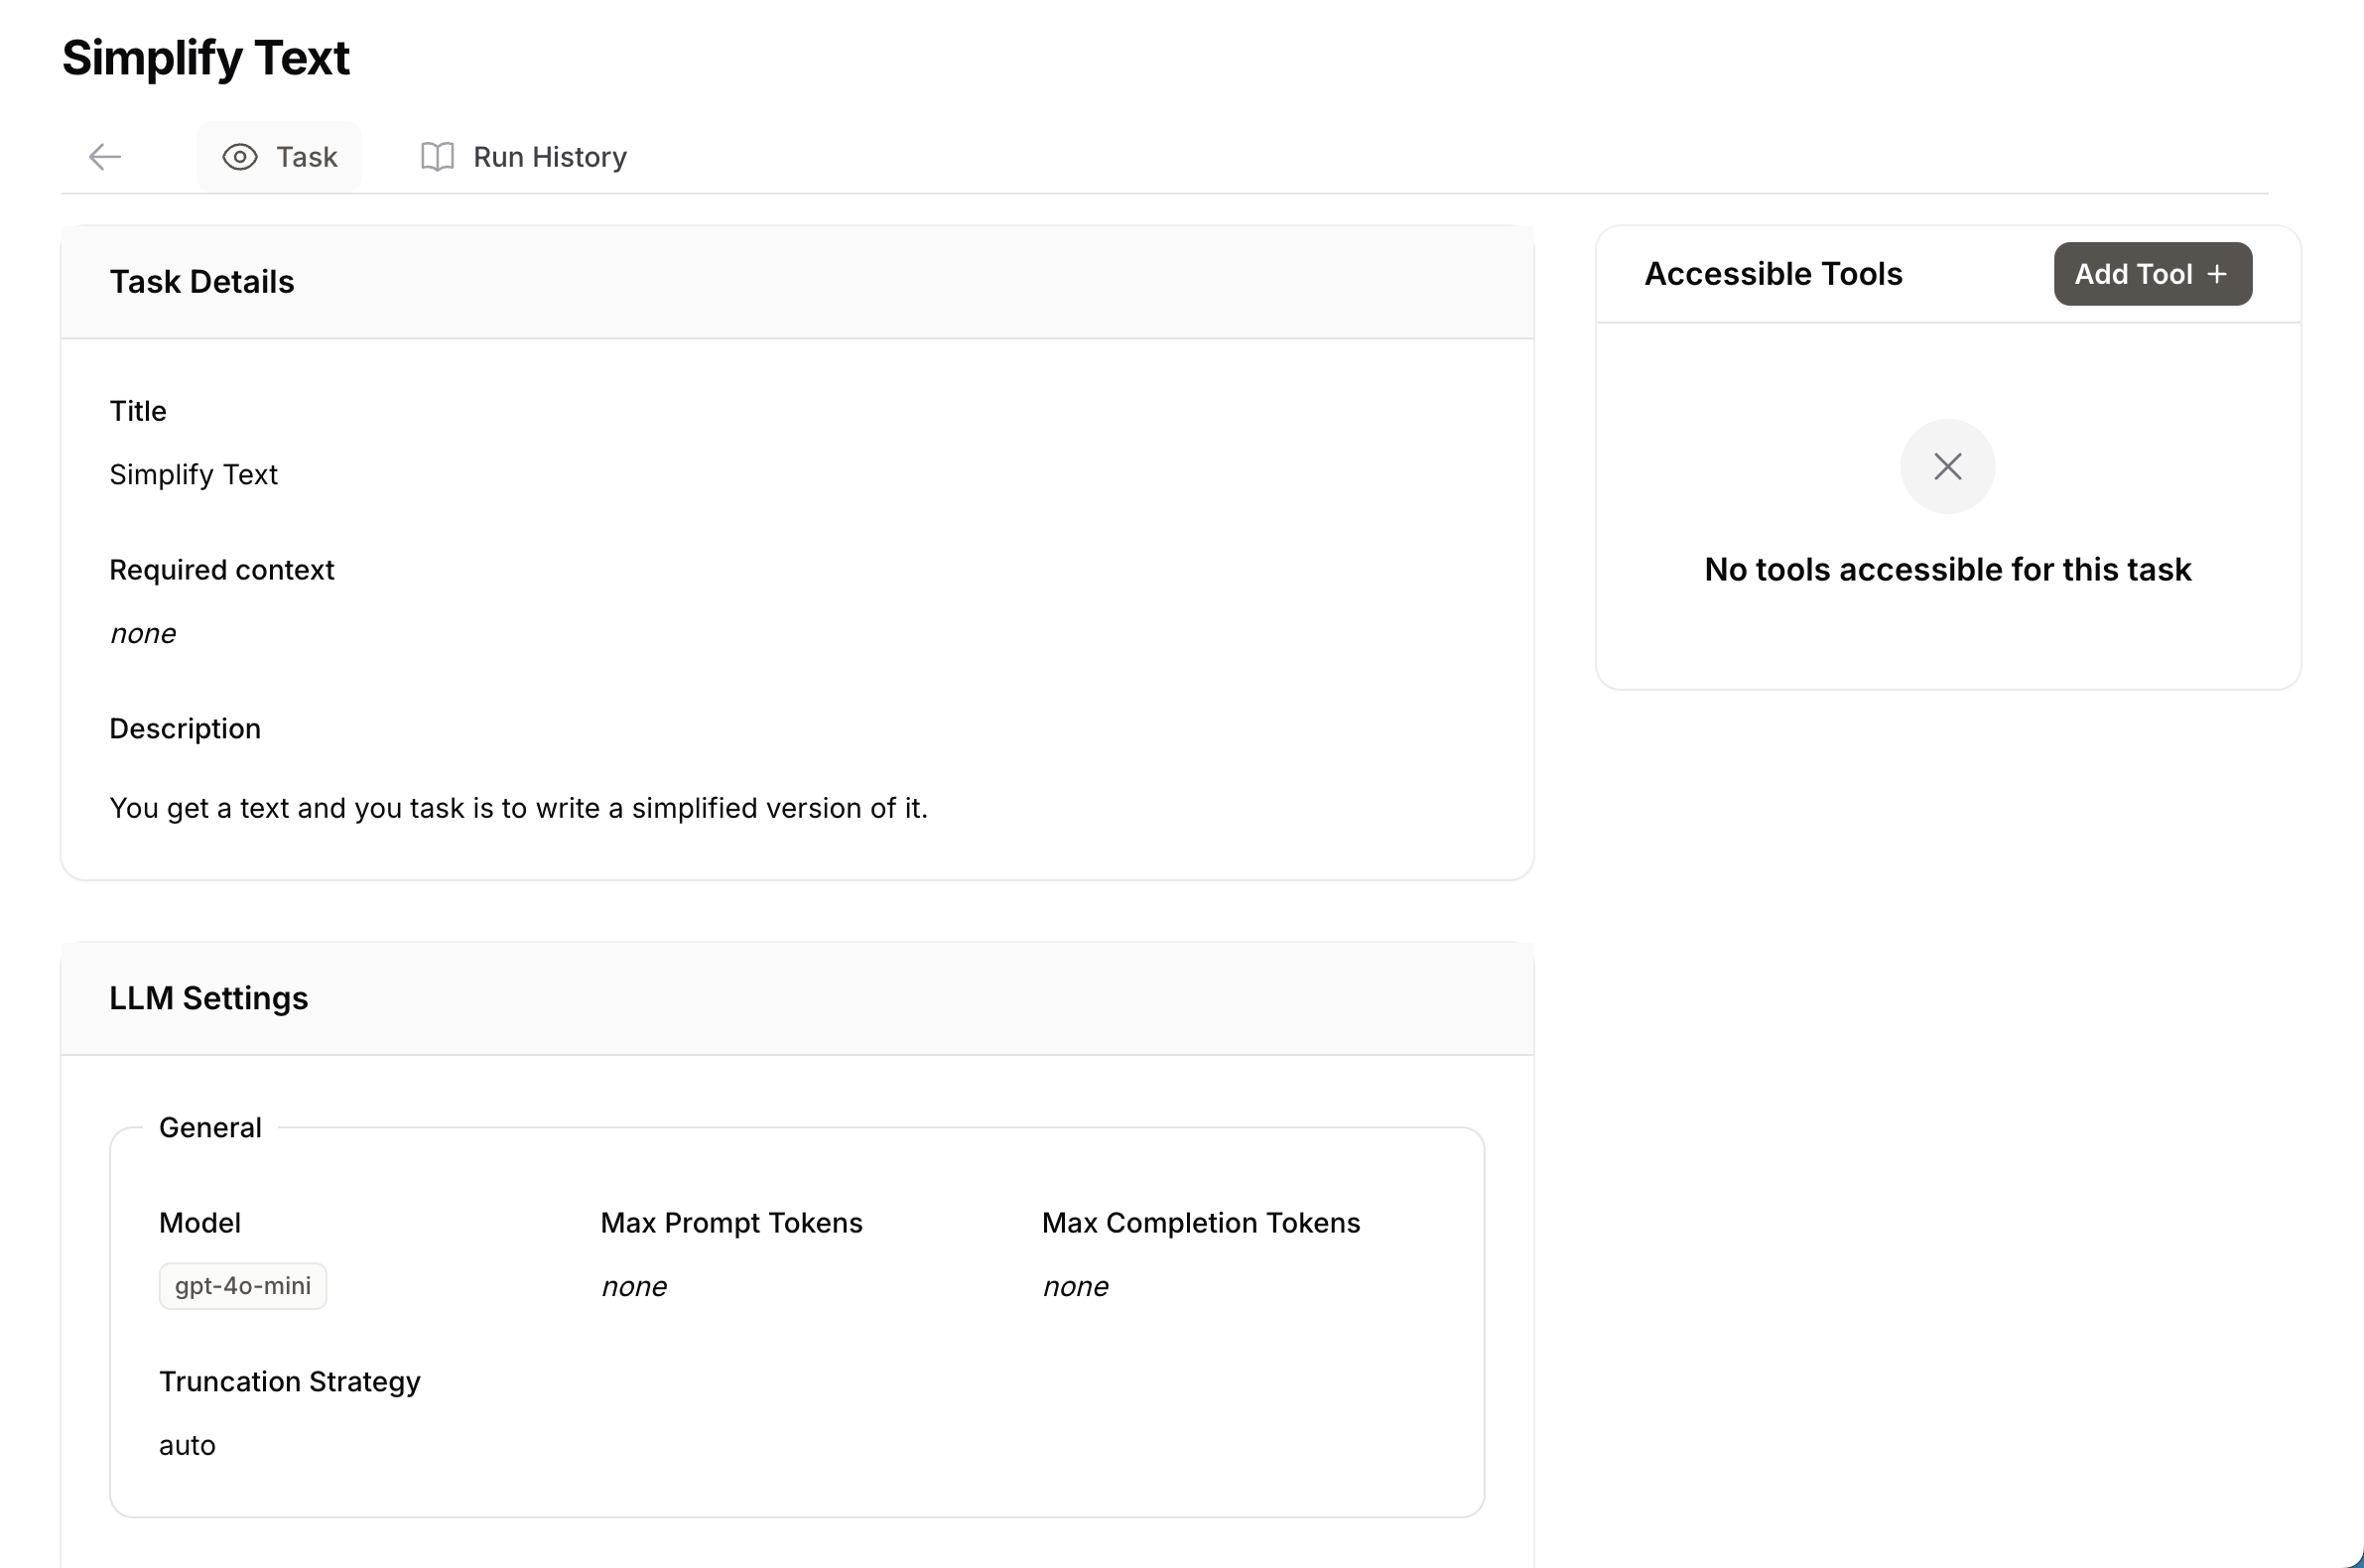 Simplify Text
Task
Run History
Task Details
Title
Simplify Text
Required context
none
Description
You get a text and you task is to write a simplified version of it.
Accessible Tools
Add Tool +
No tools accessible for this task
LLM Settings
General
Model
gpt-4o-mini
Max Prompt Tokens
none
Max Completion Tokens
none
Truncation Strategy
auto